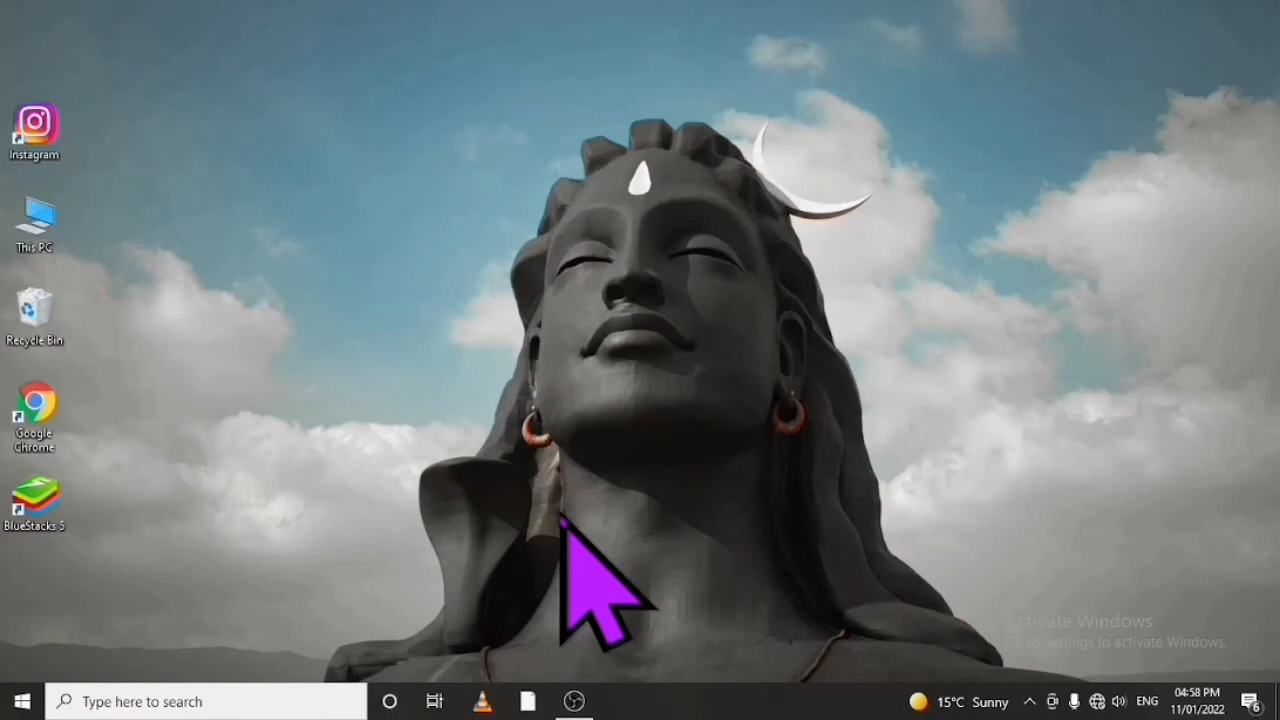 Instagram
This PC
Recycle Bin
Google
Chrome
BlueStacks 5
Activate Windows
Go to Settings to activate Windows.
Type here to search
15°C Sunny
ENG
04:58 PM
11/01/2022
6